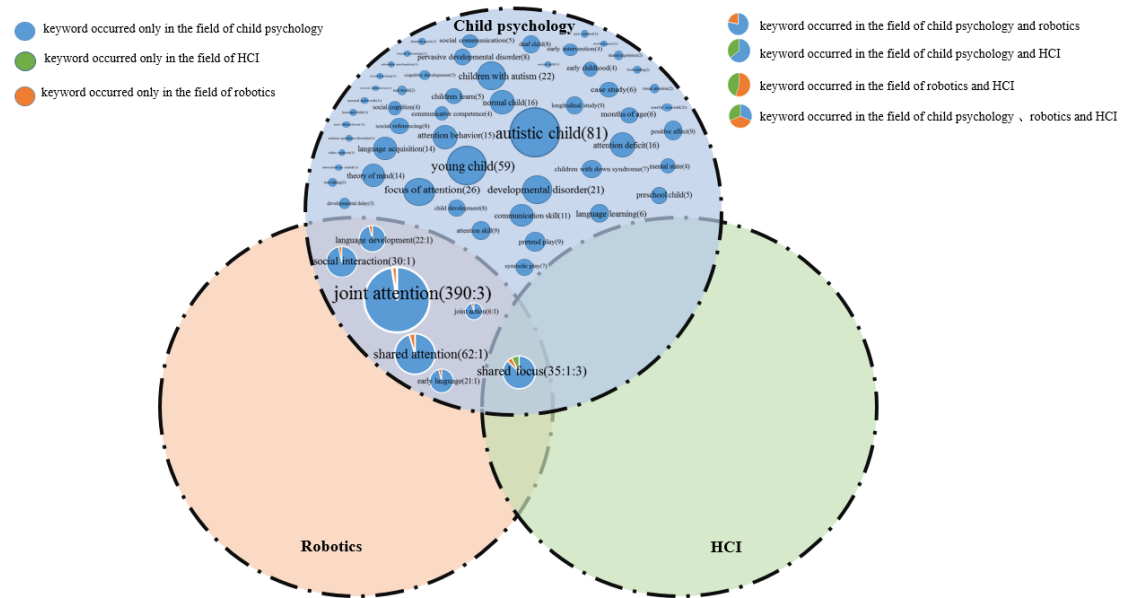 keyword occurred only in the field of child psychology
keyword occurred only in the field of HCI
keyword occurred only in the field of robotics
keyword occurred in the field of child psychology and robotics
keyword occurred in the field of child psychology and HCI
keyword occurred in the field of robotics and HCI
keyword occurred in the field of child psychology 、robotics and HCI
Child psychology
social communication(5)
deaf child(8)
early intervention(4)
pervasive developmental disorder(8)
early childhood(4)
children with autism (22)
cognitive development(3)
case study(6)
children learn(5)
normal child(16)
longitudinal study(9)
social cognition(4)
communicative competence(4)
months of age(6)
social referencing(8)
autistic child(81)
positive affect(9)
attention behavior(15)
attention deficit(16)
language acquisition(14)
young child(59)
children with down syndrome(7)
mental state(4)
theory of mind(14)
focus of attention(26)
developmental disorder(21)
preschool child(5)
developmental delay(3)
child development(8)
communication skill(11)
language learning(6)
attention skill(9)
pretend play(9)
language development(22:1)
social interaction(30:1)
symbolic play(7)
joint attention(390:3)
joint action(6:1)
shared attention(62:1)
shared focus(35:1:3)
early language(21:1)
Robotics
HCI